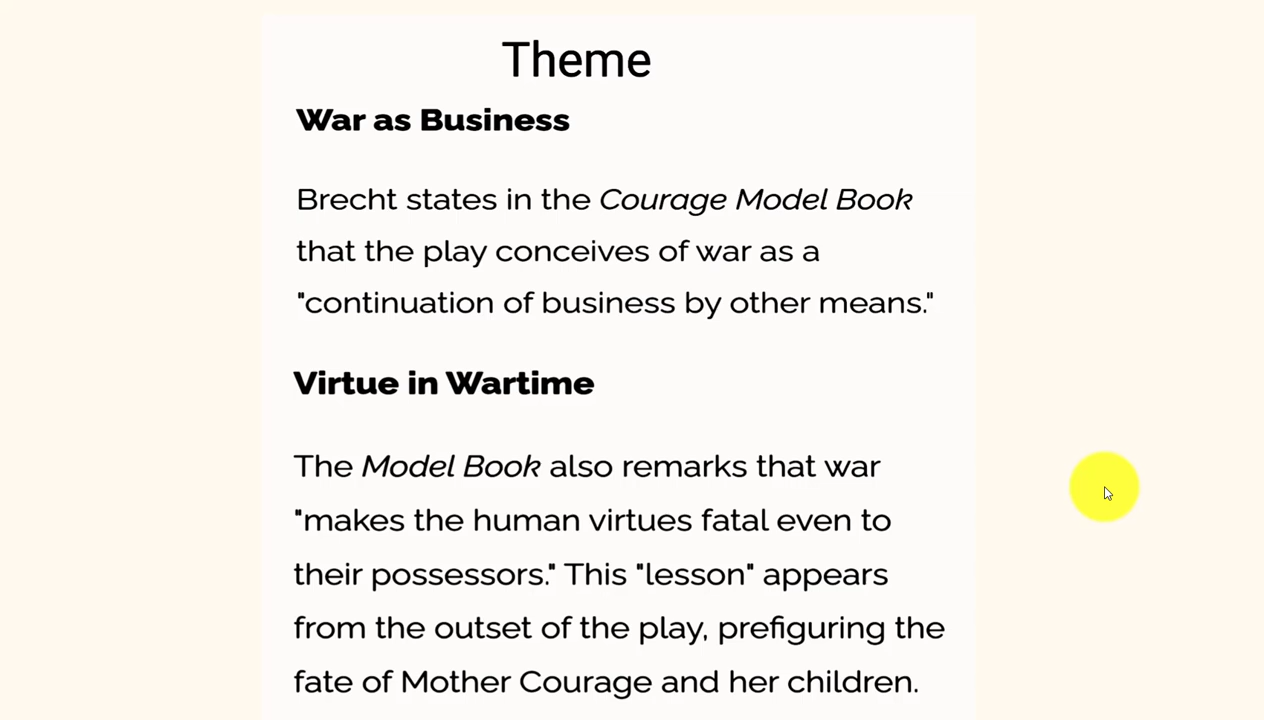 Theme
War as Business
Brecht states in the Courage Model Book
that the play conceives of war as a
"continuation of business by other means."
Virtue in Wartime
The Model Book also remarks that war
"makes the human virtues fatal even to
their possessors." This "lesson" appears
from the outset of the play, prefiguring the
fate of Mother Courage and her children.